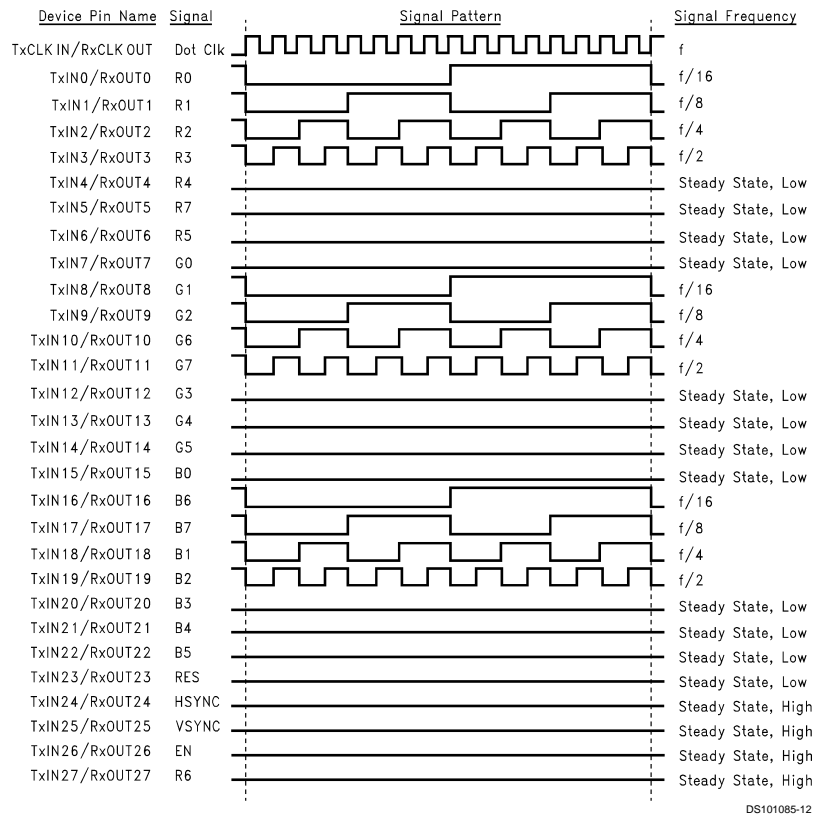 Device Pin Name Signal Signal Pattern Signal Frequency
TxCLK IN/RxCLK OUT Dot Clk f
TxIN0/RxOUT0 R0 f/16
TxIN1/RxOUT1 R1 f/8
TxIN2/RxOUT2 R2 f/4
TxIN3/RxOUT3 R3 f/2
TxIN4/RxOUT4 R4 Steady State, Low
TxIN5/RxOUT5 R7 Steady State, Low
TxIN6/RxOUT6 R5 Steady State, Low
TxIN7/RxOUT7 G0 Steady State, Low
TxIN8/RxOUT8 G1 f/16
TxIN9/RxOUT9 G2 f/8
TxIN10/RxOUT10 G6 f/4
TxIN11/RxOUT11 G7 f/2
TxIN12/RxOUT12 G3 Steady State, Low
TxIN13/RxOUT13 G4 Steady State, Low
TxIN14/RxOUT14 G5 Steady State, Low
TxIN15/RxOUT15 B0 Steady State, Low
TxIN16/RxOUT16 B6 f/16
TxIN17/RxOUT17 B7 f/8
TxIN18/RxOUT18 B1 f/4
TxIN19/RxOUT19 B2 f/2
TxIN20/RxOUT20 B3 Steady State, Low
TxIN21/RxOUT21 B4 Steady State, Low
TxIN22/RxOUT22 B5 Steady State, Low
TxIN23/RxOUT23 RES Steady State, Low
TxIN24/RxOUT24 HSYNC Steady State, High
TxIN25/RxOUT25 VSYNC Steady State, High
TxIN26/RxOUT26 EN Steady State, High
TxIN27/RxOUT27 R6 Steady State, High
DS101085-12